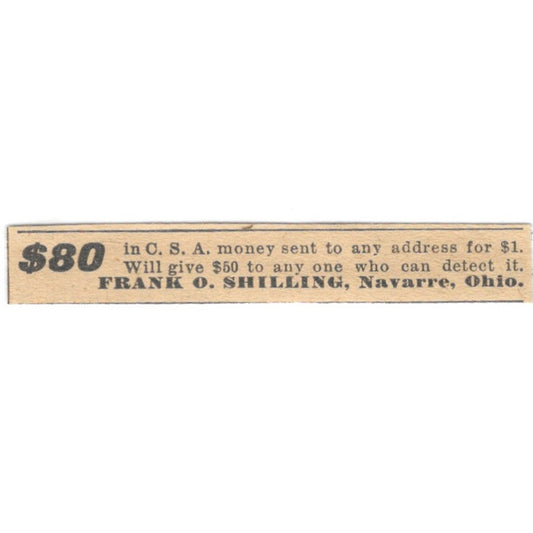 $80 in C. S. A. money sent to any address for $1.
Will give $50 to any one who can detect it.
FRANK O. SHILLING, Navarre, Ohio.